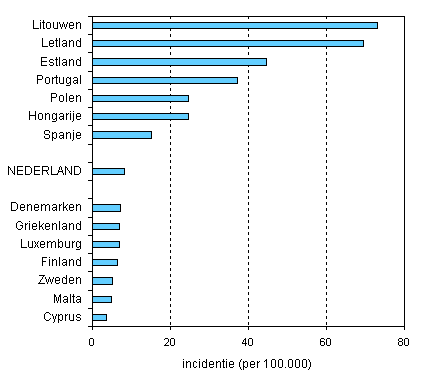 Litouwen
Letland
Estland
Portugal
Polen
Hongarije
Spanje
NEDERLAND
Denemarken
Griekenland
Luxemburg
Finland
Zweden
Malta
Cyprus
0 20 40 60 80
incidentie (per 100.000)